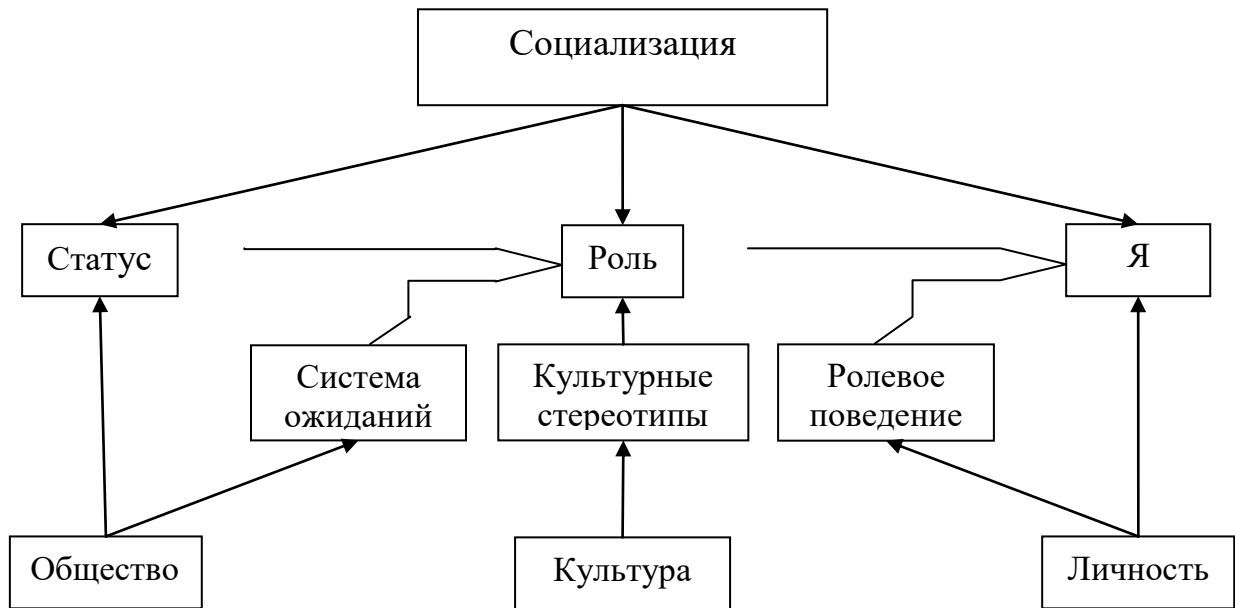 Социализация
Статус
Роль
Я
Система
ожиданий
Культурные
стереотипы
Ролевое
поведение
Общество
Культура
Личность